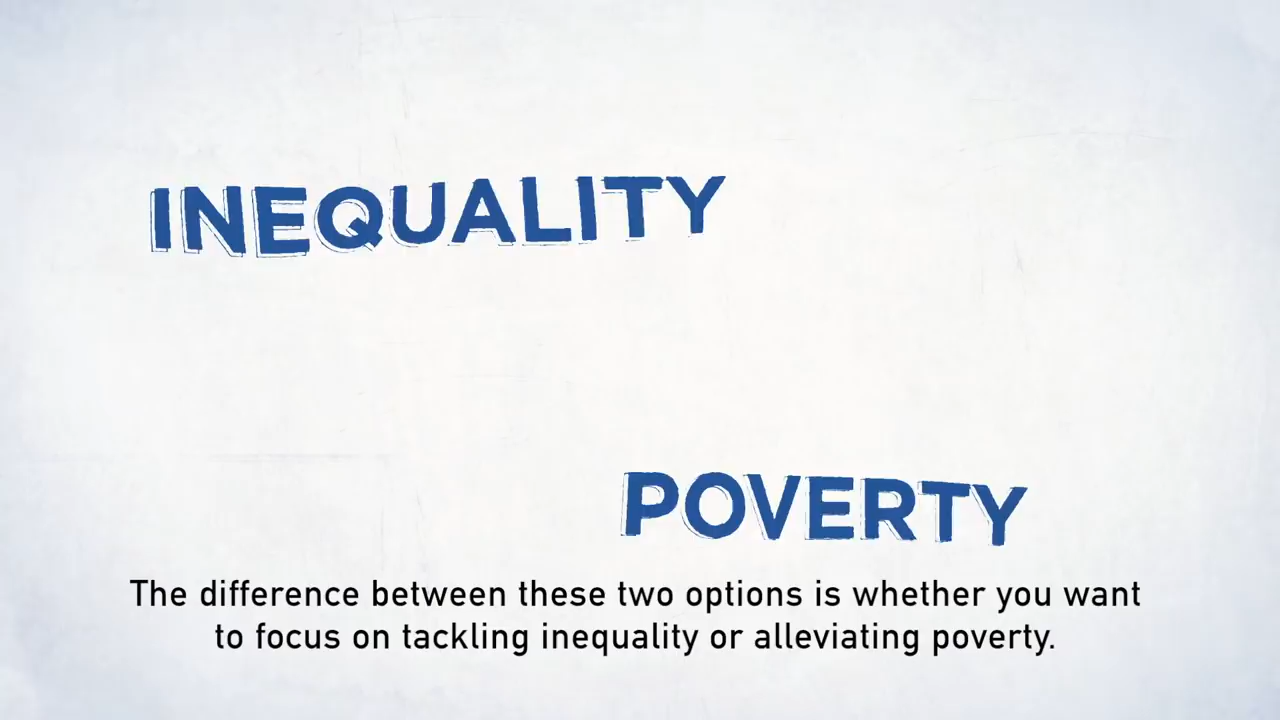 INEQUALITY
POVERTY
The difference between these two options is whether you want
to focus on tackling inequality or alleviating poverty.